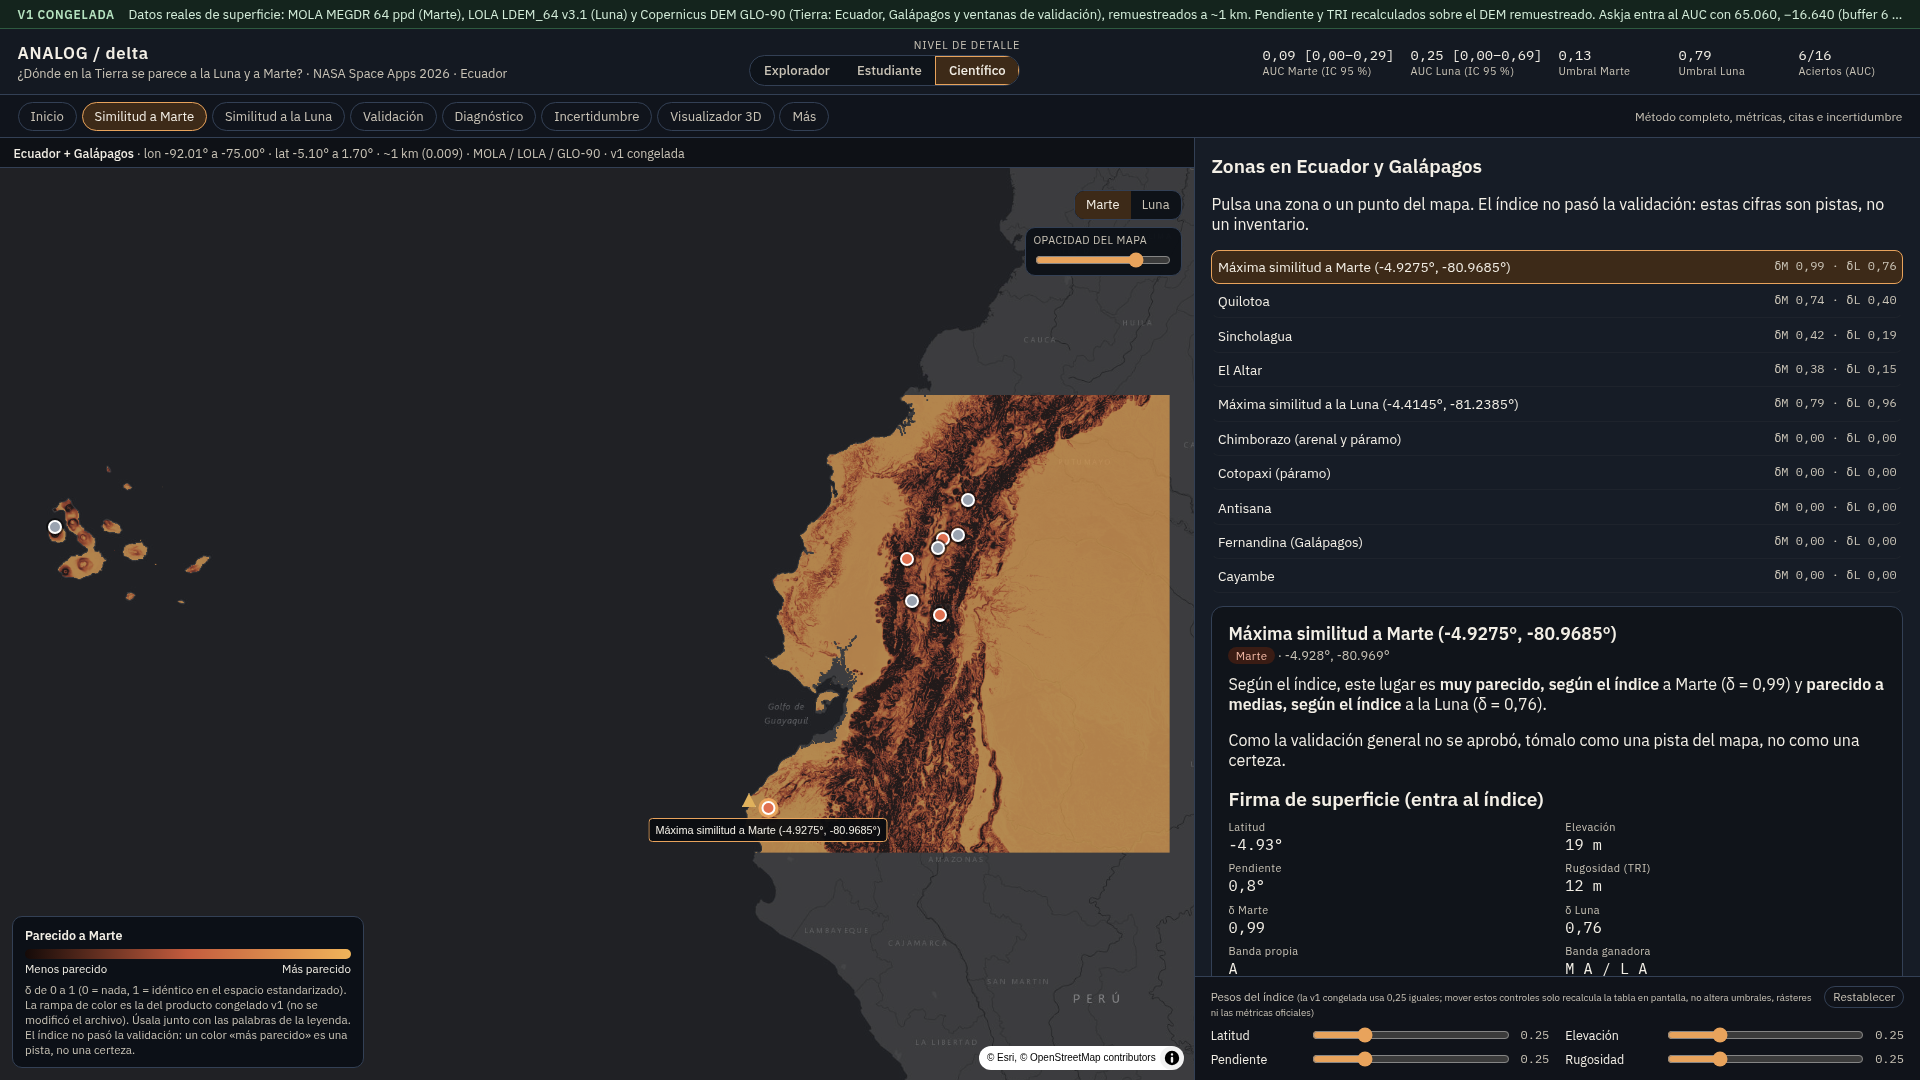 V1 CONGELADA Datos reales de superficie: MOLA MEGDR 64 ppd (Marte), LOLA LDEM_64 v3.1 (Luna) y Copernicus DEM GLO-90 (Tierra: Ecuador, Galápagos y ventanas de validación), remuestreados a ~1 km. Pendiente y TRI recalculados sobre el DEM remuestreado. Askja entra al AUC con 65.060, −16.640 (buffer 6 ...
ANALOG / delta
¿Dónde en la Tierra se parece a la Luna y a Marte? · NASA Space Apps 2026 · Ecuador
NIVEL DE DETALLE
Explorador Estudiante Científico
0,09 [0,00–0,29] 0,25 [0,00–0,69] 0,13 0,79 6/16
AUC Marte (IC 95 %) AUC Luna (IC 95 %) Umbral Marte Umbral Luna Aciertos (AUC)
Inicio Similitud a Marte Similitud a la Luna Validación Diagnóstico Incertidumbre Visualizador 3D Más
Método completo, métricas, citas e incertidumbre
Ecuador + Galápagos · lon -92.01° a -75.00° · lat -5.10° a 1.70° · ~1 km (0.009) · MOLA / LOLA / GLO-90 · v1 congelada
Marte Luna
OPACIDAD DEL MAPA
HUILA
CAUCA
Golfo de
Guayaquil
Máxima similitud a Marte (-4.9275°, -80.9685°)
AMAZONAS
LAMBAYEQUE
CAJAMARCA
SAN MARTIN
PERÚ
LA LIBERTAD
Parecido a Marte
Menos parecido Más parecido
δ de 0 a 1 (0 = nada, 1 = idéntico en el espacio estandarizado).
La rampa de color es la del producto congelado v1 (no se
modificó el archivo). Úsala junto con las palabras de la leyenda.
El índice no pasó la validación: un color «más parecido» es una
pista, no una certeza.
© Esri, © OpenStreetMap contributors
Zonas en Ecuador y Galápagos
Pulsa una zona o un punto del mapa. El índice no pasó la validación: estas cifras son pistas, no
un inventario.
Máxima similitud a Marte (-4.9275°, -80.9685°) δM 0,99 · δL 0,76
Quilotoa δM 0,74 · δL 0,40
Sincholagua δM 0,42 · δL 0,19
El Altar δM 0,38 · δL 0,15
Máxima similitud a la Luna (-4.4145°, -81.2385°) δM 0,79 · δL 0,96
Chimborazo (arenal y páramo) δM 0,00 · δL 0,00
Cotopaxi (páramo) δM 0,00 · δL 0,00
Antisana δM 0,00 · δL 0,00
Fernandina (Galápagos) δM 0,00 · δL 0,00
Cayambe δM 0,00 · δL 0,00
Máxima similitud a Marte (-4.9275°, -80.9685°)
Marte · -4.928°, -80.969°
Según el índice, este lugar es muy parecido, según el índice a Marte (δ = 0,99) y parecido a
medias, según el índice a la Luna (δ = 0,76).
Como la validación general no se aprobó, tómalo como una pista del mapa, no como una
certeza.
Firma de superficie (entra al índice)
Latitud Elevación
-4.93° 19 m
Pendiente Rugosidad (TRI)
0,8° 12 m
δ Marte δ Luna
0,99 0,76
Banda propia Banda ganadora
A M A / L A
Pesos del índice (la v1 congelada usa 0,25 iguales; mover estos controles solo recalcula la tabla en pantalla, no altera umbrales, rásteres
ni las métricas oficiales)
Restablecer
Latitud 0.25 Elevación 0.25
Pendiente 0.25 Rugosidad 0.25